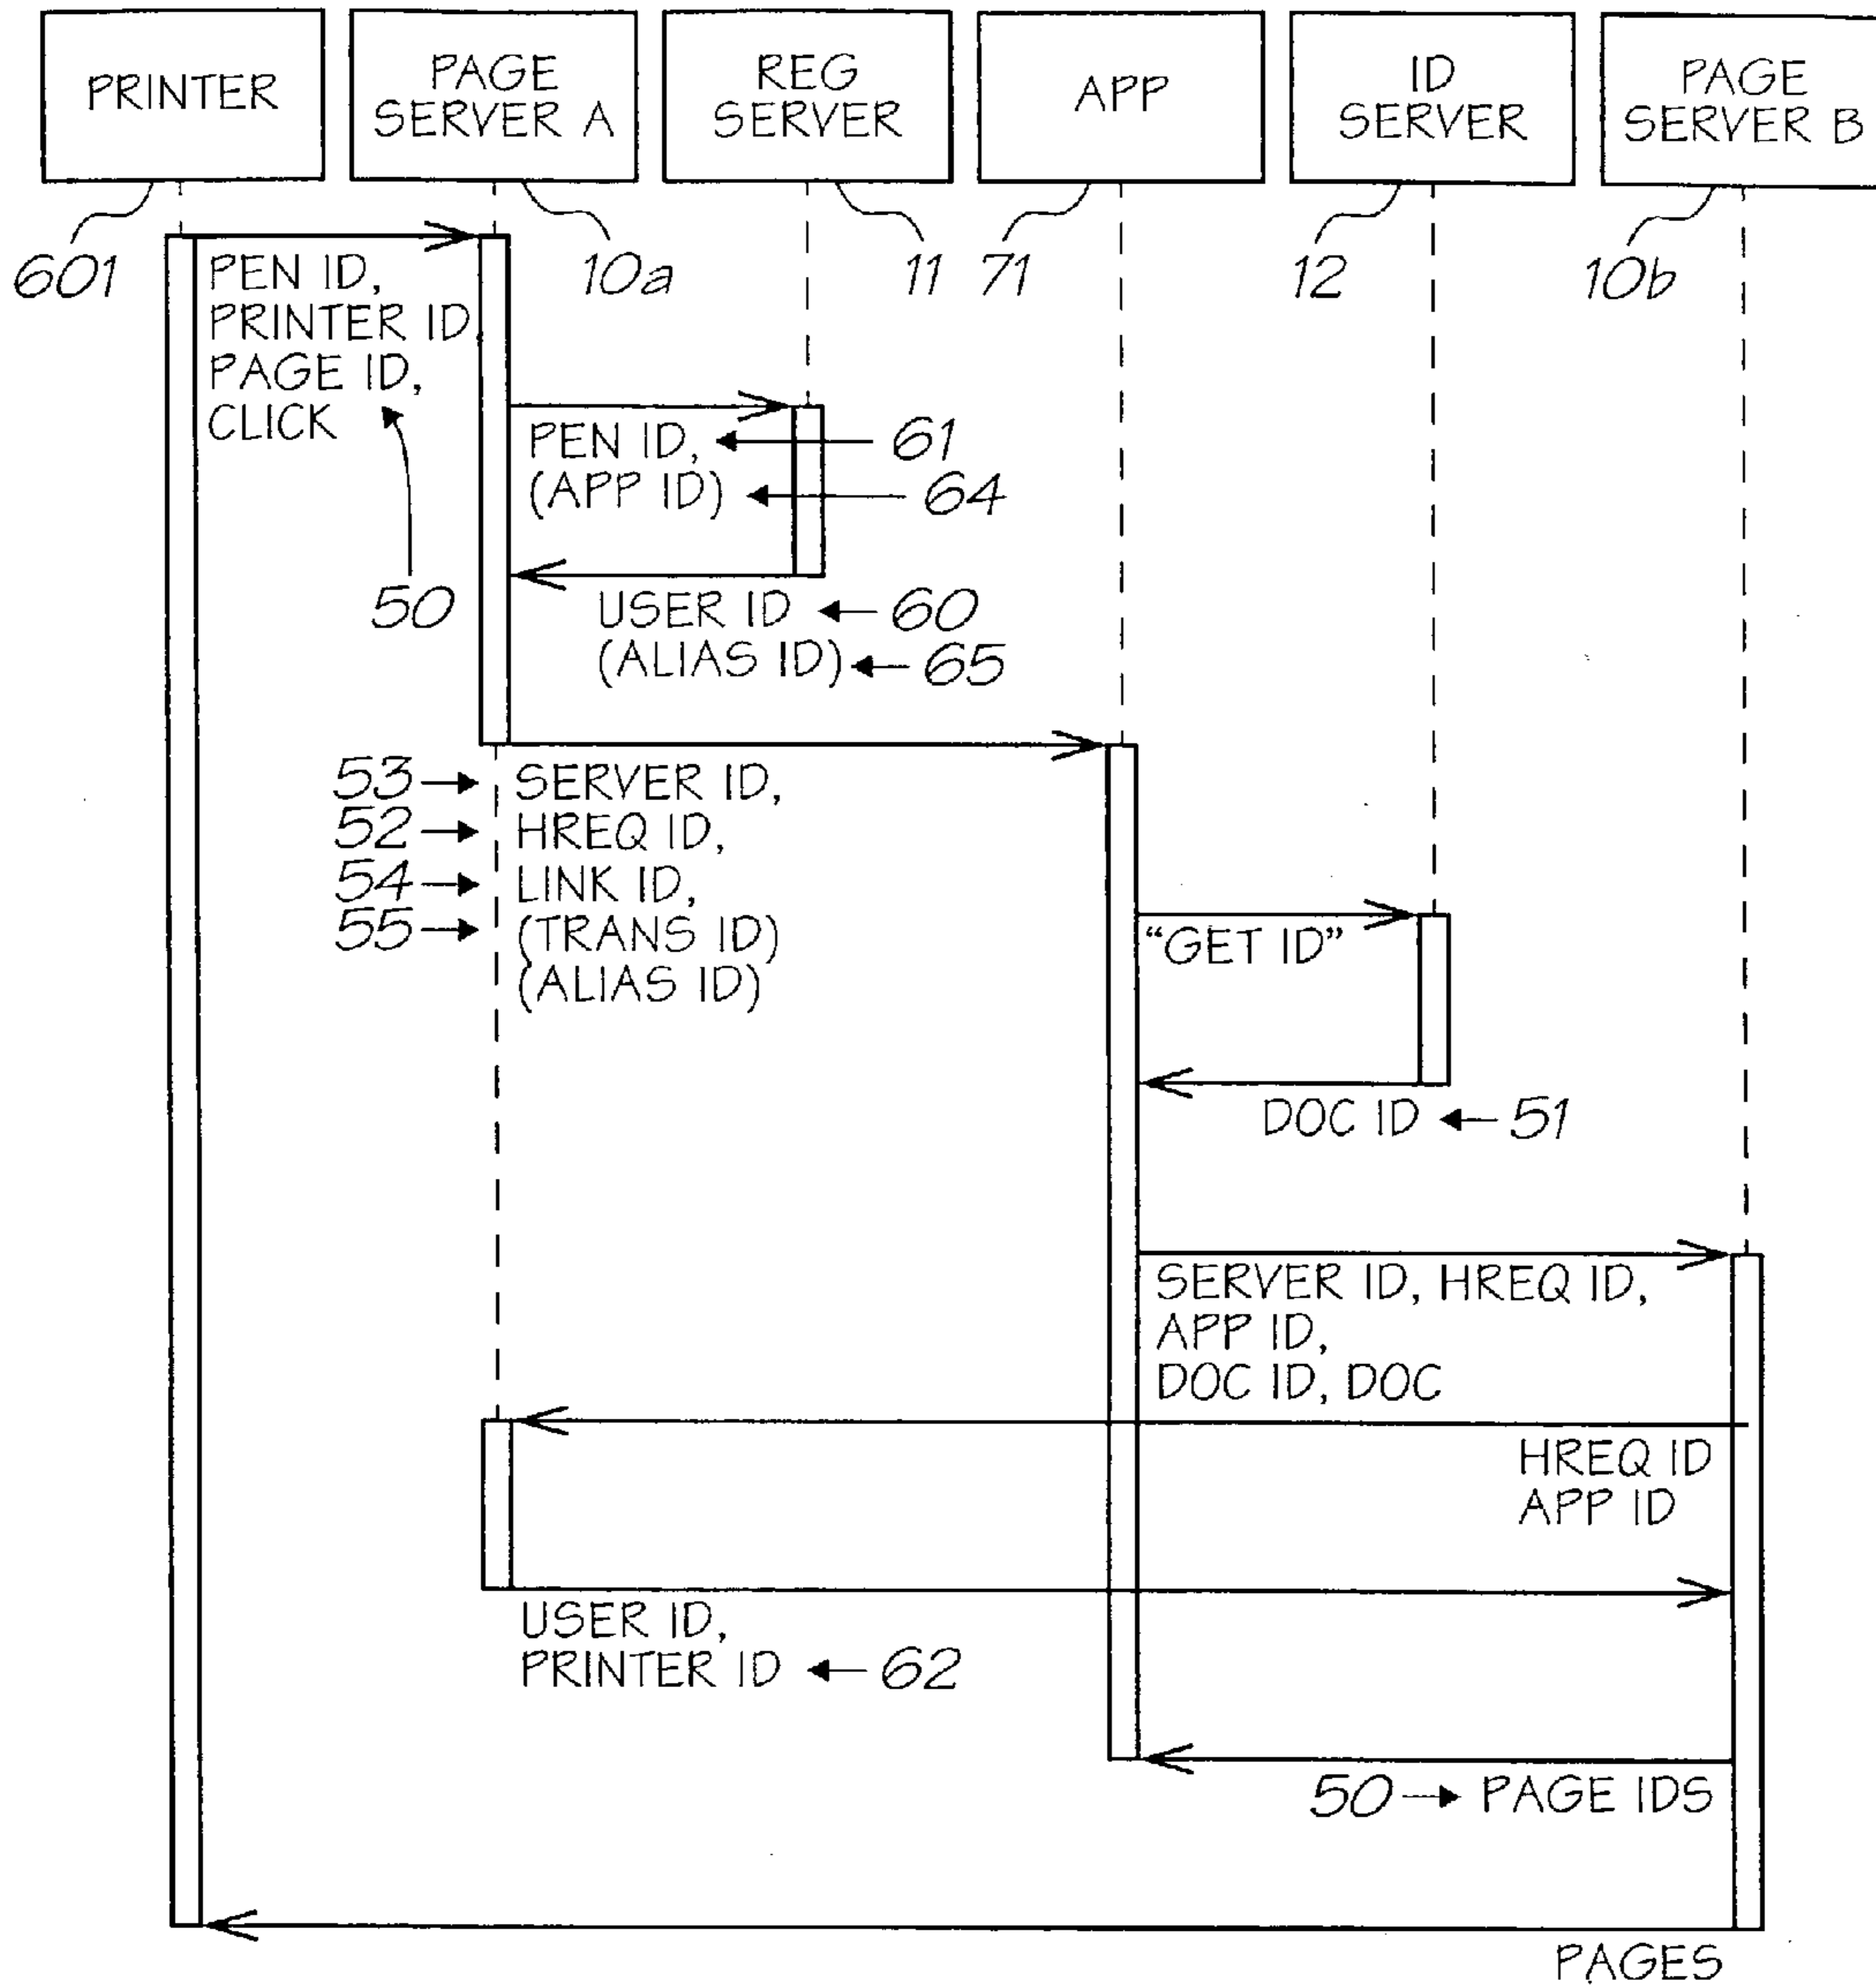 PRINTER
PAGE
SERVER A
REG
SERVER
APP
ID
SERVER
PAGE
SERVER B
601
10a
11
71
12
10b
PEN ID,
PRINTER ID
PAGE ID,
CLICK
50
PEN ID,
61
(APP ID)
64
USER ID
60
(ALIAS ID)
65
53
SERVER ID,
52
HREQ ID,
54
LINK ID,
55
(TRANS ID)
(ALIAS ID)
“GET ID”
DOC ID
51
SERVER ID, HREQ ID,
APP ID,
DOC ID, DOC
HREQ ID
APP ID
USER ID,
PRINTER ID
62
50
PAGE IDS
PAGES